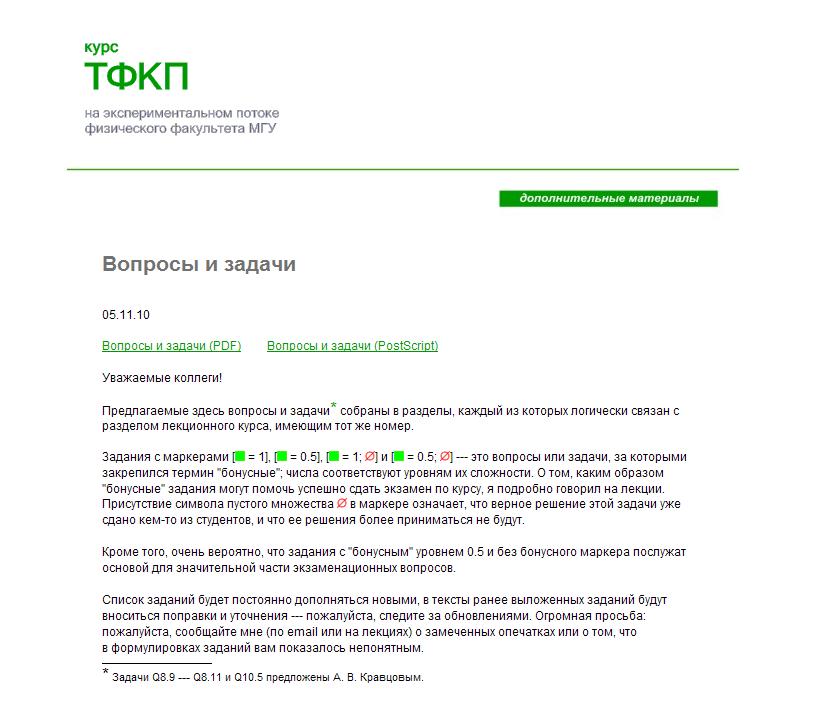 курс
ТФКП
на экспериментальном потоке
физического факультета МГУ
дополнительные материалы
Вопросы и задачи
05.11.10
Вопросы и задачи (PDF) Вопросы и задачи (PostScript)
Уважаемые коллеги!
Предлагаемые здесь вопросы и задачи* собраны в разделы, каждый из которых логически связан с
разделом лекционного курса, имеющим тот же номер.
Задания с маркерами [■ = 1], [■ = 0.5], [■ = 1; ∅] и [■ = 0.5; ∅] --- это вопросы или задачи, за которыми
закрепился термин "бонусные"; числа соответствуют уровням их сложности. О том, каким образом
"бонусные" задания могут помочь успешно сдать экзамен по курсу, я подробно говорил на лекции.
Присутствие символа пустого множества ∅ в маркере означает, что верное решение этой задачи уже
сдано кем-то из студентов, и что ее решения более приниматься не будут.
Кроме того, очень вероятно, что задания с "бонусным" уровнем 0.5 и без бонусного маркера послужат
основой для значительной части экзаменационных вопросов.
Список заданий будет постоянно дополняться новыми, в тексты ранее выложенных заданий будут
вноситься поправки и уточнения --- пожалуйста, следите за обновлениями. Огромная просьба:
пожалуйста, сообщайте мне (по email или на лекциях) о замеченных опечатках или о том, что
в формулировках заданий вам показалось непонятным.
* Задачи Q8.9 --- Q8.11 и Q10.5 предложены А. В. Кравцовым.